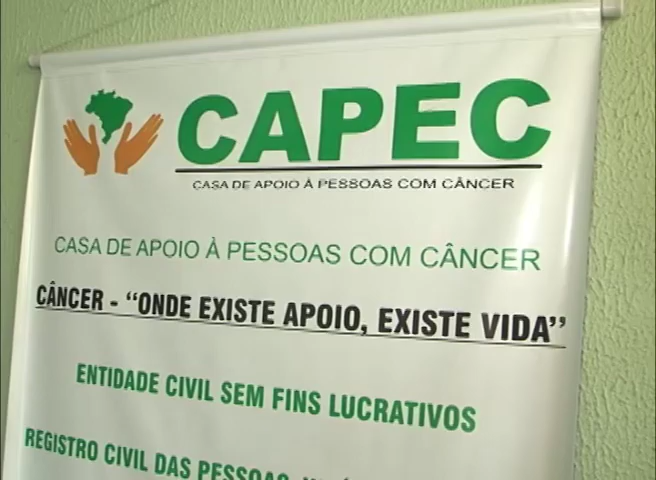 CAPEC
CASA DE APOIO À PESSOAS COM CÂNCER
CASA DE APOIO À PESSOAS COM CÂNCER
CÂNCER - “ONDE EXISTE APOIO, EXISTE VIDA”
ENTIDADE CIVIL SEM FINS LUCRATIVOS
REGISTRO CIVIL DAS PESSOAS